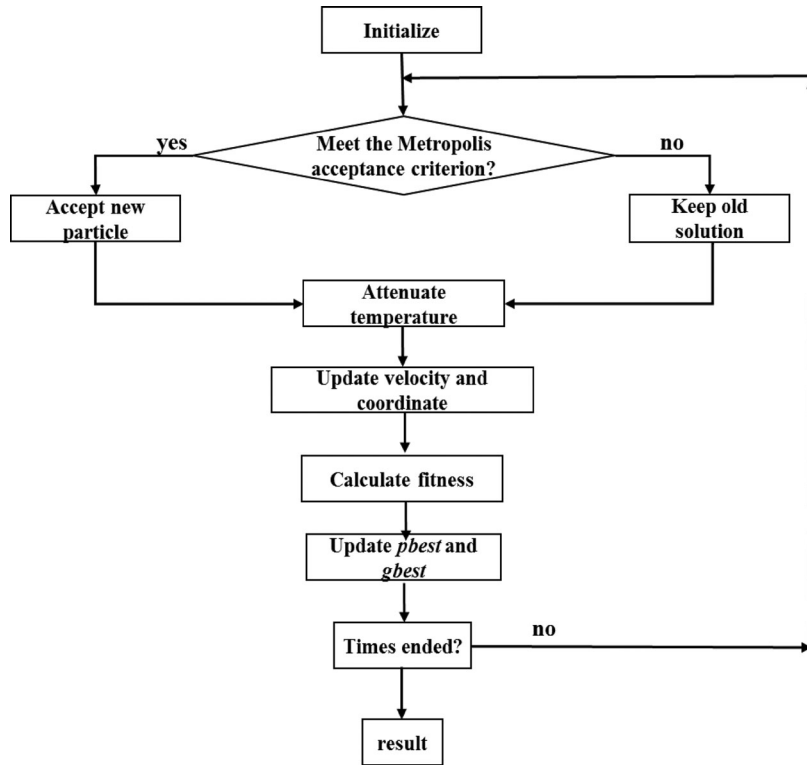 Initialize
yes
Meet the Metropolis
acceptance criterion?
no
Accept new
particle
Keep old
solution
Attenuate
temperature
Update velocity and
coordinate
Calculate fitness
Update pbest and
gbest
Times ended?
no
result